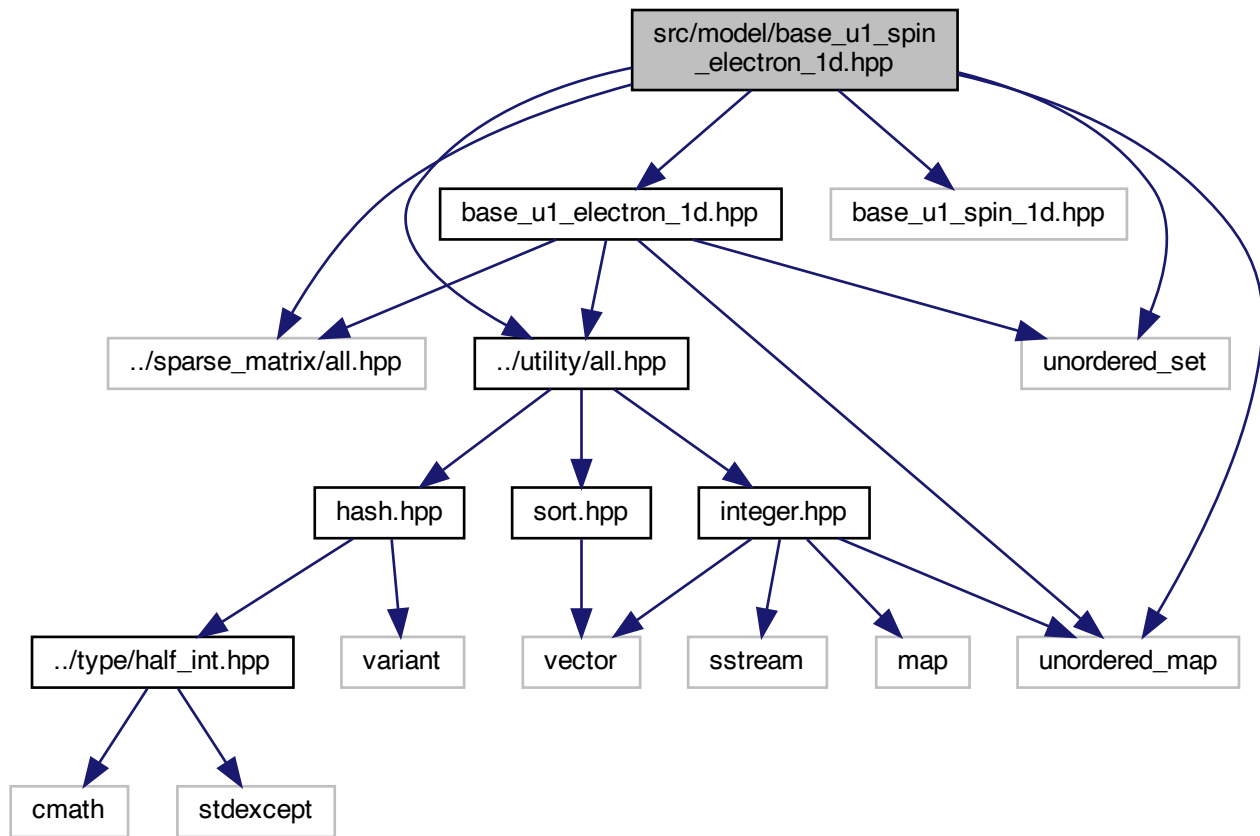 src/model/base_u1_spin
_electron_1d.hpp
base_u1_electron_1d.hpp
base_u1_spin_1d.hpp
../sparse_matrix/all.hpp
../utility/all.hpp
unordered_set
hash.hpp
sort.hpp
integer.hpp
../type/half_int.hpp
variant
vector
sstream
map
unordered_map
cmath
stdexcept